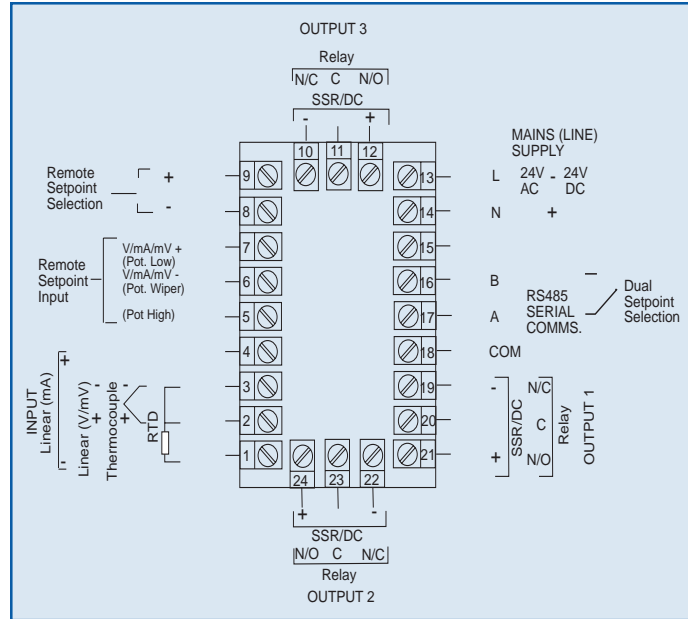 OUTPUT 3
Relay
N/C C N/O
SSR/DC
- +
10 11 12
MAINS (LINE)
SUPPLY
Remote
Setpoint
Selection
+
-
9
8
13
14
L 24V - 24V
AC DC
N +
Remote
Setpoint
Input
V/mA/mV +
(Pot. Low)
V/mA/mV -
(Pot. Wiper)
(Pot High)
7
6
5
15
16
17
18
B
A
COM
RS485
SERIAL
COMMS.
Dual
Setpoint
Selection
4
3
2
1
19
20
21
INPUT
Linear (mA)
+
-
Linear (V/mV)
- +
Thermocouple
- +
RTD
-
+
SSR/DC
N/C
C
N/O
Relay
OUTPUT 1
24 23 22
+ -
SSR/DC
N/O C N/C
Relay
OUTPUT 2